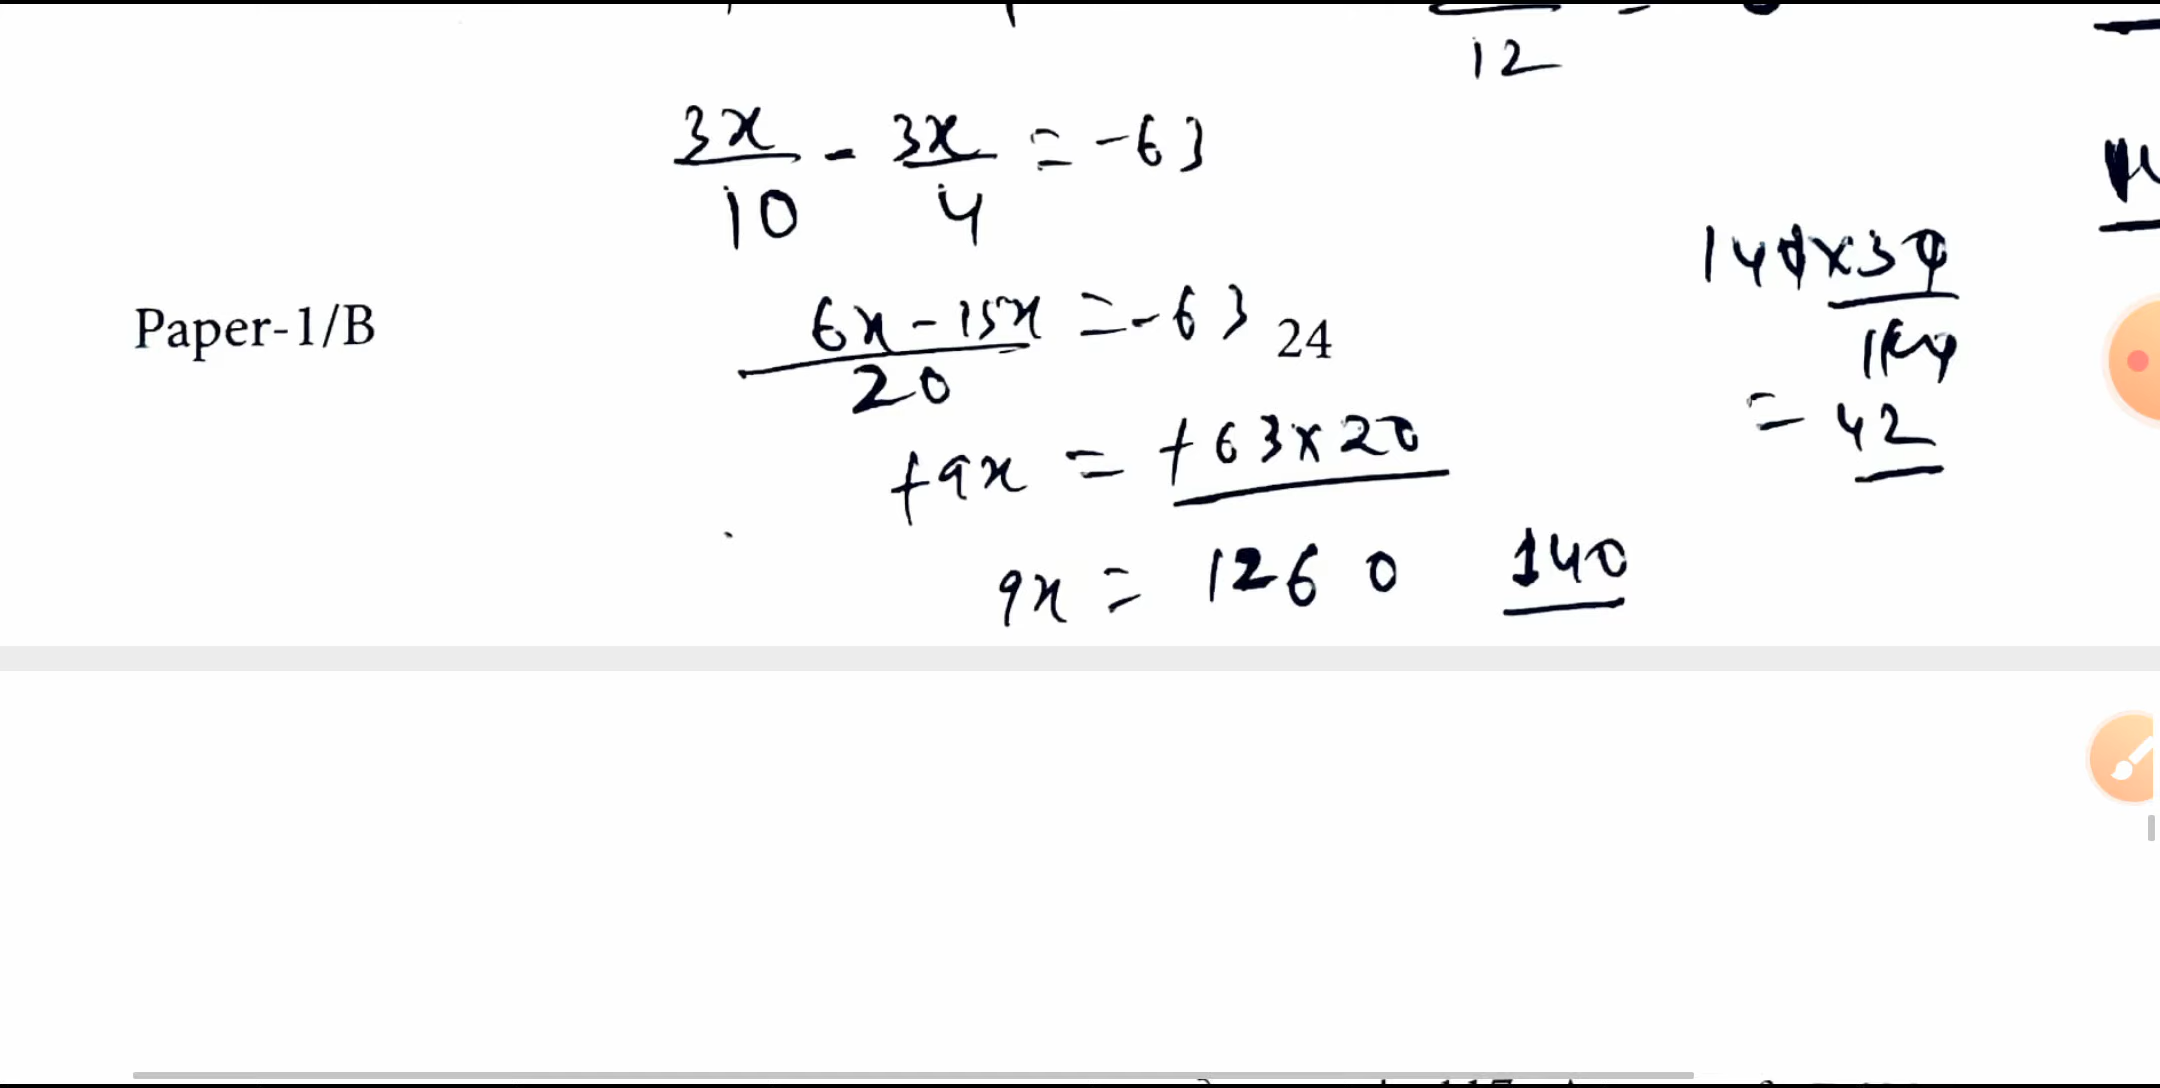 12
3x/10 - 3x/4 = -63
140x30
Paper-1/B
6x - 15x / 20 = -63
24
= 42
+9x = +63x20
9x = 1260 140